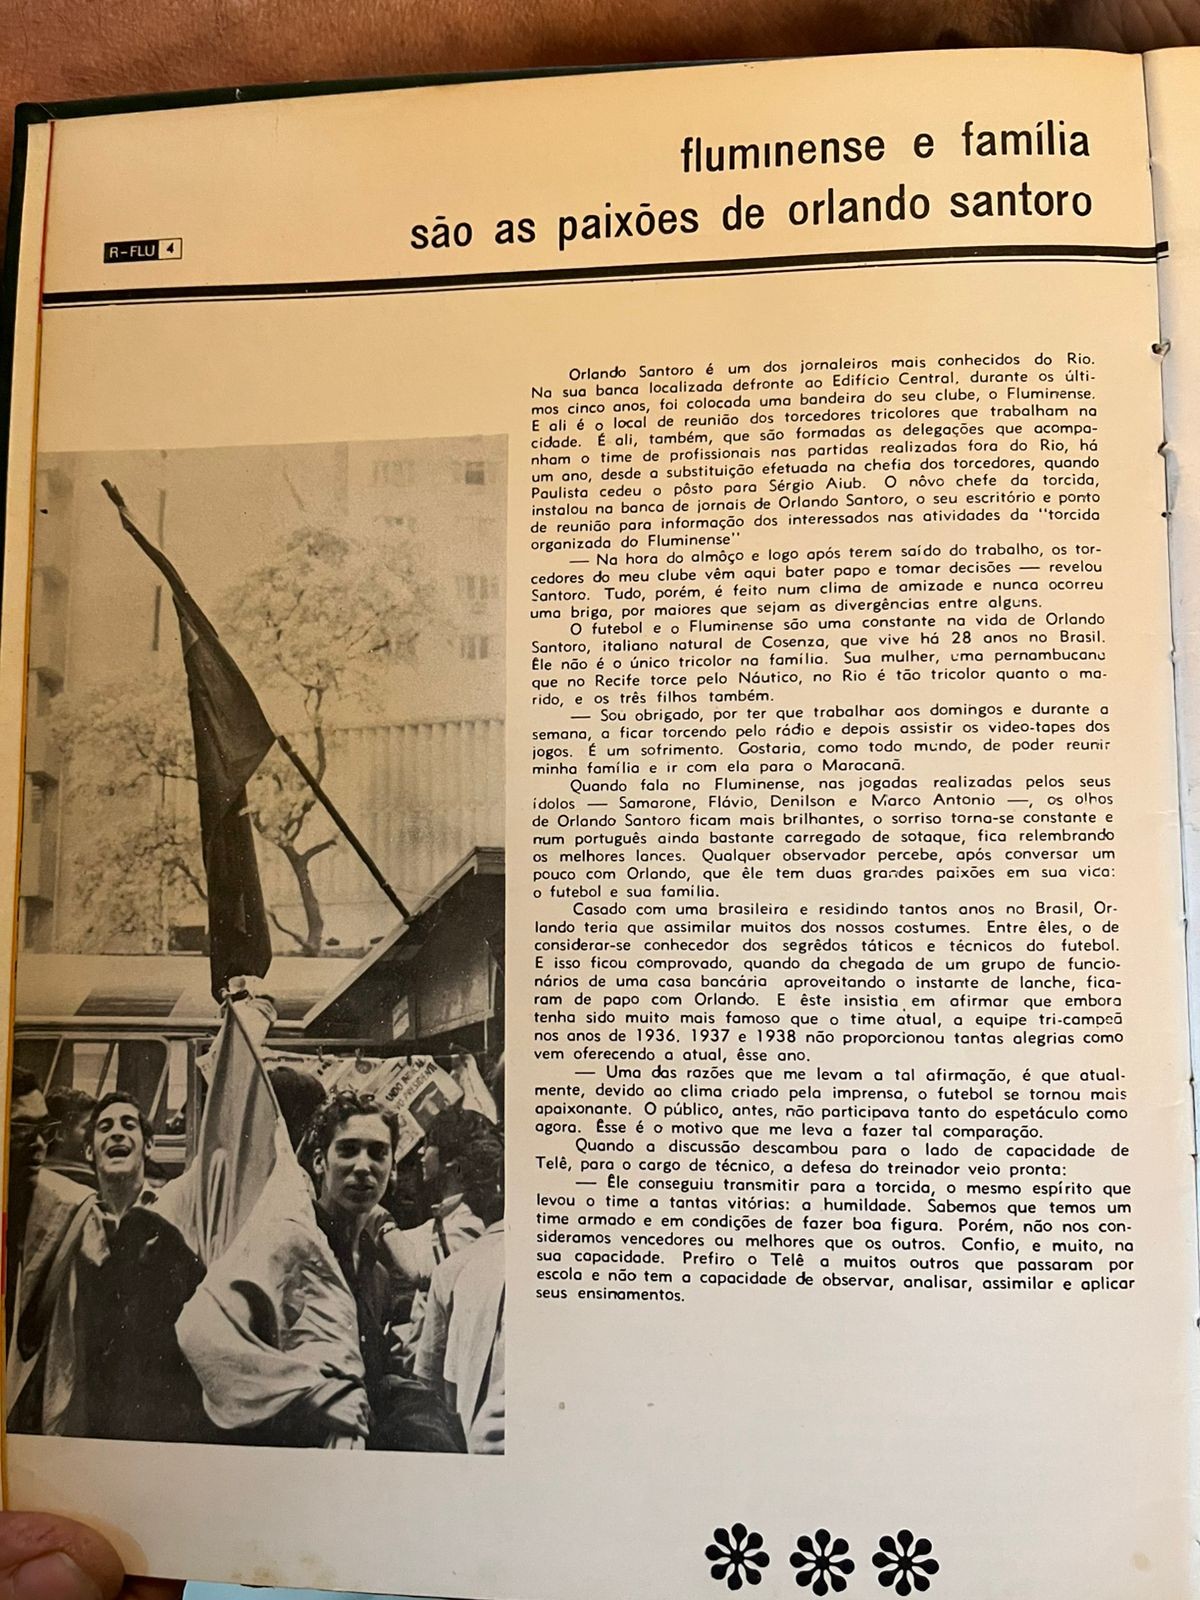 fluminense e família
são as paixões de orlando santoro
R-FLU 4
Orlando Santoro é um dos jornaleiros mais conhecidos do Rio.
Na sua banca localizada defronte ao Edifício Central, durante os últi-
mos cinco anos, foi colocada uma bandeira do seu clube, o Fluminense.
E ali é o local de reunião dos torcedores tricolores que trabalham na
cidade. É ali, também, que são formadas as delegações que acompa-
nham o time de profissionais nas partidas realizadas fora do Rio, há
um ano, desde a substituição efetuada na chefia dos torcedores, quando
Paulista cedeu o pôsto para Sérgio Aiub. O nôvo chefe da torcida,
instalou na banca de jornais de Orlando Santoro, o seu escritório e ponto
de reunião para informação dos interessados nas atividades da "torcida
organizada do Fluminense"
— Na hora do almôço e logo após terem saído do trabalho, os tor-
cedores do meu clube vêm aqui bater papo e tomar decisões — revelou
Santoro. Tudo, porém, é feito num clima de amizade e nunca ocorreu
uma briga, por maiores que sejam as divergências entre alguns.
O futebol e o Fluminense são uma constante na vida de Orlando
Santoro, italiano natural de Cosenza, que vive há 28 anos no Brasil.
Êle não é o único tricolor na família. Sua mulher, uma pernambucana
que no Recife torce pelo Náutico, no Rio é tão tricolor quanto o ma-
rido, e os três filhos também.
— Sou obrigado, por ter que trabalhar aos domingos e durante a
semana, a ficar torcendo pelo rádio e depois assistir os video-tapes dos
jogos. É um sofrimento. Gostaria, como todo mundo, de poder reunir
minha família e ir com ela para o Maracanã.
Quando fala no Fluminense, nas jogadas realizadas pelos seus
ídolos — Samarone, Flávio, Denilson e Marco Antonio —, os olhos
de Orlando Santoro ficam mais brilhantes, o sorriso torna-se constante e
num português ainda bastante carregado de sotaque, fica relembrando
os melhores lances. Qualquer observador percebe, após conversar um
pouco com Orlando, que êle tem duas grandes paixões em sua vida:
o futebol e sua família.
Casado com uma brasileira e residindo tantos anos no Brasil, Or-
lando teria que assimilar muitos dos nossos costumes. Entre êles, o de
considerar-se conhecedor dos segrêdos táticos e técnicos do futebol.
E isso ficou comprovado, quando da chegada de um grupo de funcio-
nários de uma casa bancária aproveitando o instante de lanche, fica-
ram de papo com Orlando. E êste insistia em afirmar que embora
tenha sido muito mais famoso que o time atual, a equipe tri-campeã
nos anos de 1936. 1937 e 1938 não proporcionou tantas alegrias como
vem oferecendo a atual, êsse ano.
— Uma das razões que me levam a tal afirmação, é que atual-
mente, devido ao clima criado pela imprensa, o futebol se tornou mais
apaixonante. O público, antes, não participava tanto do espetáculo como
agora. Êsse é o motivo que me leva a fazer tal comparação.
Quando a discussão descambou para o lado de capacidade de
Telê, para o cargo de técnico, a defesa do treinador veio pronta:
— Êle conseguiu transmitir para a torcida, o mesmo espírito que
levou o time a tantas vitórias: a humildade. Sabemos que temos um
time armado e em condições de fazer boa figura. Porém, não nos con-
sideramos vencedores ou melhores que os outros. Confio, e muito, na
sua capacidade. Prefiro o Telê a muitos outros que passaram por
escola e não tem a capacidade de observar, analisar, assimilar e aplicar
seus ensinamentos.